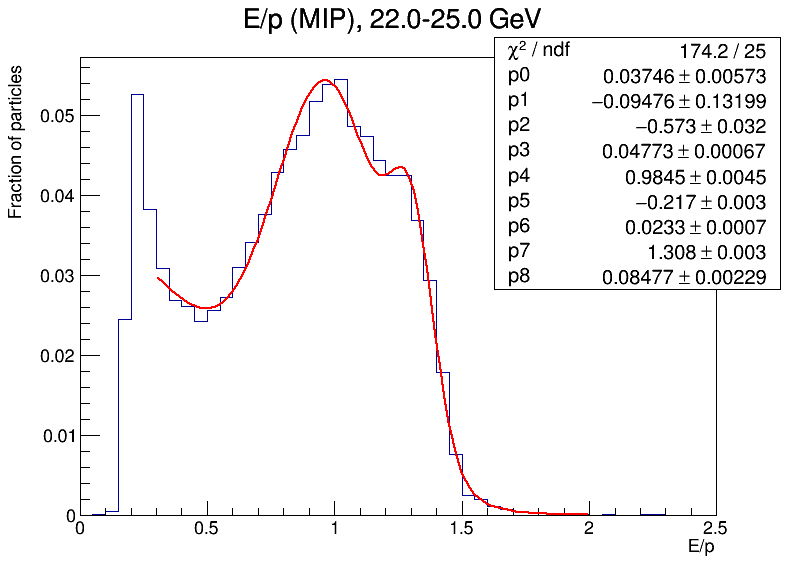 E/p (MIP), 22.0-25.0 GeV
χ² / ndf 174.2 / 25
p0 0.03746 ± 0.00573
p1 −0.09476 ± 0.13199
p2 −0.573 ± 0.032
p3 0.04773 ± 0.00067
p4 0.9845 ± 0.0045
p5 −0.217 ± 0.003
p6 0.0233 ± 0.0007
p7 1.308 ± 0.003
p8 0.08477 ± 0.00229
Fraction of particles
0.05
0.04
0.03
0.02
0.01
0
0 0.5 1 1.5 2 2.5
E/p